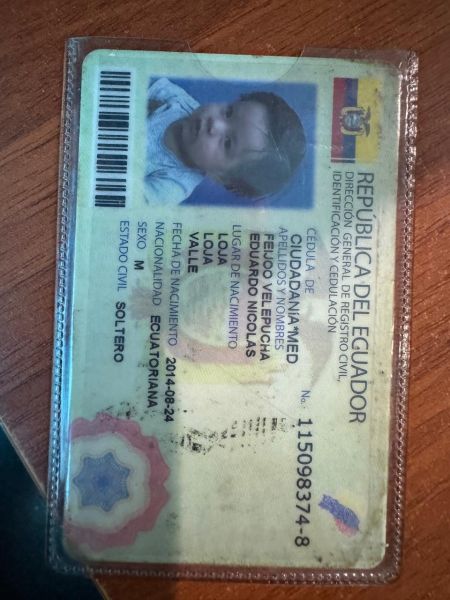 REPÚBLICA DEL ECUADOR
DIRECCIÓN GENERAL DE REGISTRO CIVIL,
IDENTIFICACIÓN Y CEDULACIÓN
CÉDULA DE
CIUDADANÍA*MED
No. 115098374-8
APELLIDOS Y NOMBRES
FEIJOO VELEPUCHA
EDUARDO NICOLAS
LUGAR DE NACIMIENTO
LOJA
LOJA
VALLE
FECHA DE NACIMIENTO 2014-08-24
NACIONALIDAD ECUATORIANA
SEXO M
ESTADO CIVIL SOLTERO